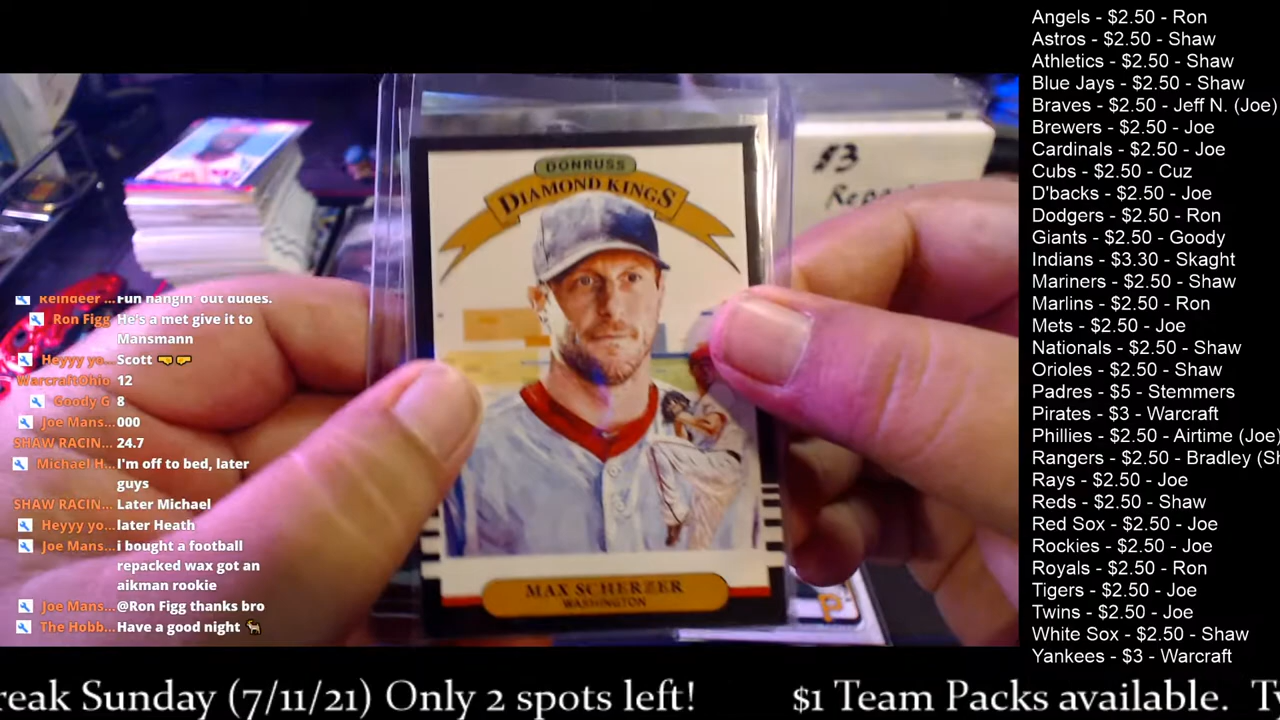 Angels - $2.50 - Ron
Astros - $2.50 - Shaw
Athletics - $2.50 - Shaw
Blue Jays - $2.50 - Shaw
Braves - $2.50 - Jeff N. (Joe)
Brewers - $2.50 - Joe
Cardinals - $2.50 - Joe
Cubs - $2.50 - Cuz
D'backs - $2.50 - Joe
Dodgers - $2.50 - Ron
Giants - $2.50 - Goody
Indians - $3.30 - Skaght
Mariners - $2.50 - Shaw
Marlins - $2.50 - Ron
Mets - $2.50 - Joe
Nationals - $2.50 - Shaw
Orioles - $2.50 - Shaw
Padres - $5 - Stemmers
Pirates - $3 - Warcraft
Phillies - $2.50 - Airtime (Joe)
Rangers - $2.50 - Bradley (Sh
Rays - $2.50 - Joe
Reds - $2.50 - Shaw
Red Sox - $2.50 - Joe
Rockies - $2.50 - Joe
Royals - $2.50 - Ron
Tigers - $2.50 - Joe
Twins - $2.50 - Joe
White Sox - $2.50 - Shaw
Yankees - $3 - Warcraft
DONRUSS
DIAMOND KINGS
MAX SCHERZER
WASHINGTON
$3
Reindeer ... Fun hangin' out dudes.
Ron Figg He's a met give it to
Mansmann
Heyyy yo... Scott 🤜🤛
WarcraftOhio 12
Goody G 8
Joe Mans... 000
SHAW RACIN... 24.7
Michael H... I'm off to bed, later
guys
SHAW RACIN... Later Michael
Heyyy yo... later Heath
Joe Mans... i bought a football
repacked wax got an
aikman rookie
Joe Mans... @Ron Figg thanks bro
The Hobb... Have a good night 🐐
P
reak Sunday (7/11/21) Only 2 spots left! $1 Team Packs available. Tw